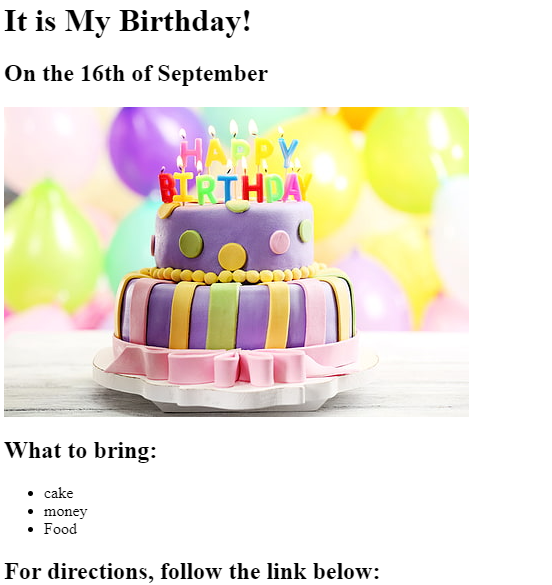 It is My Birthday!
On the 16th of September
HAPPY
BIRTHDAY
What to bring:
cake
money
Food
For directions, follow the link below: